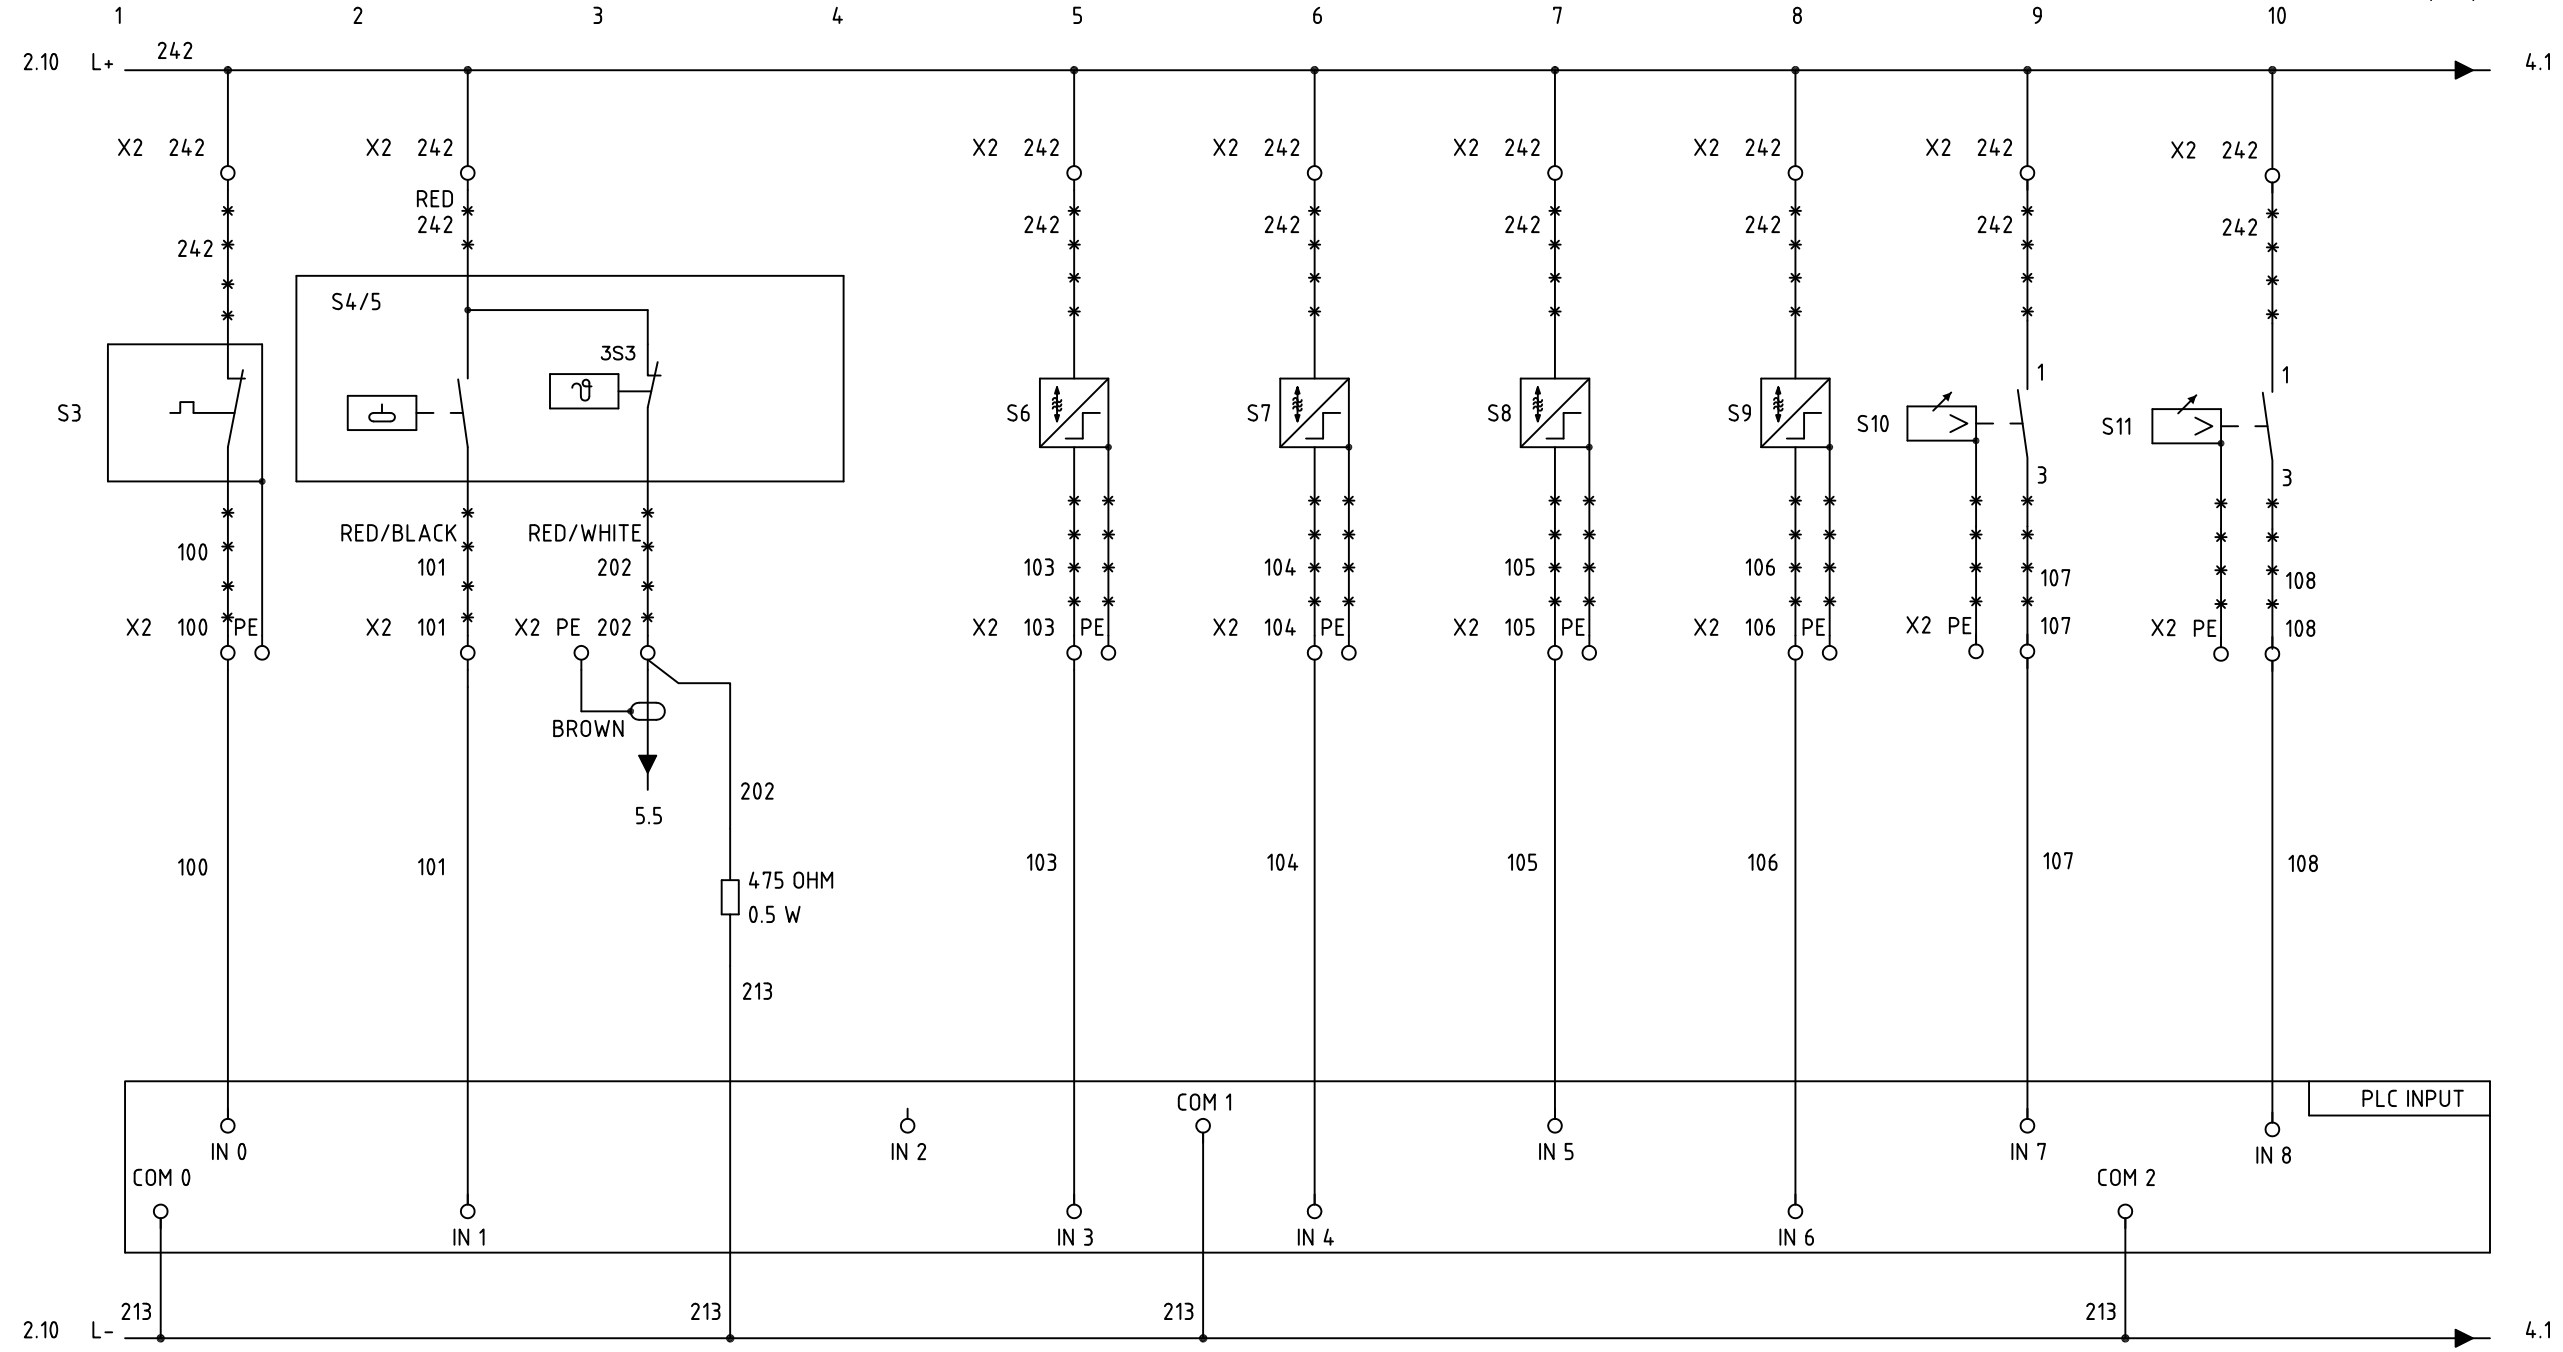 1 2 3 4 5 6 7 8 9 10
2.10 L+ 242 4.1
X2 242 X2 242 X2 242 X2 242 X2 242 X2 242 X2 242 X2 242
RED
242 242 242 242 242 242 242 242
S4/5
3S3
ϑ
1 1
S3 S6 S7 S8 S9 S10 > S11 >
3 3
RED/BLACK RED/WHITE
100 101 202 103 104 105 106 107 108
X2 100 PE X2 101 X2 PE 202 X2 103 PE X2 104 PE X2 105 PE X2 106 PE X2 PE 107 X2 PE 108
BROWN
202
5.5
100 101 103 104 105 106 107 108
475 OHM
0.5 W
213
PLC INPUT
COM 1
IN 0 IN 2 IN 5 IN 7 IN 8
COM 0 COM 2
IN 1 IN 3 IN 4 IN 6
213 213 213 213
2.10 L- 4.1